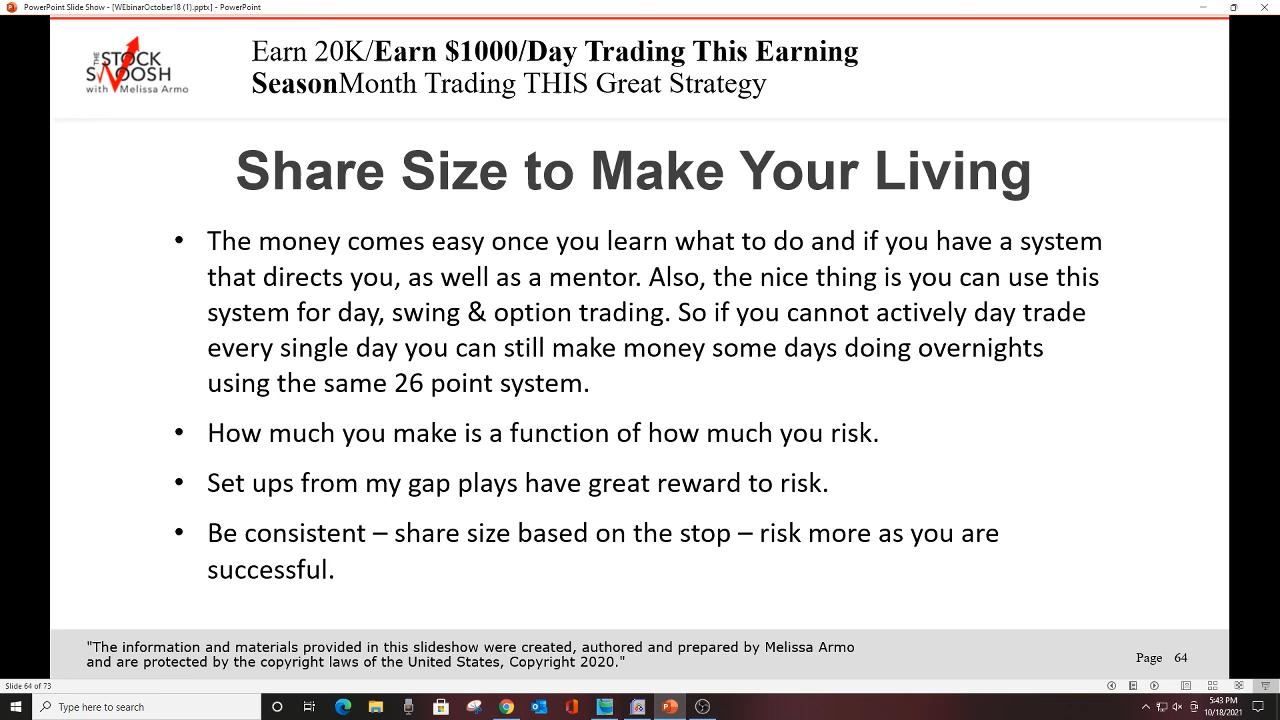 PowerPoint Slide Show - [WEbinarOctober18 (1).pptx] - PowerPoint
THE
STOCK
SWOOSH
with Melissa Armo
Earn 20K/Earn $1000/Day Trading This Earning
SeasonMonth Trading THIS Great Strategy
Share Size to Make Your Living
• The money comes easy once you learn what to do and if you have a system
that directs you, as well as a mentor. Also, the nice thing is you can use this
system for day, swing & option trading. So if you cannot actively day trade
every single day you can still make money some days doing overnights
using the same 26 point system.
• How much you make is a function of how much you risk.
• Set ups from my gap plays have great reward to risk.
• Be consistent – share size based on the stop – risk more as you are
successful.
"The information and materials provided in this slideshow were created, authored and prepared by Melissa Armo
and are protected by the copyright laws of the United States, Copyright 2020."
Page 64
Slide 64 of 73
Type here to search
5:43 PM
10/18/2021